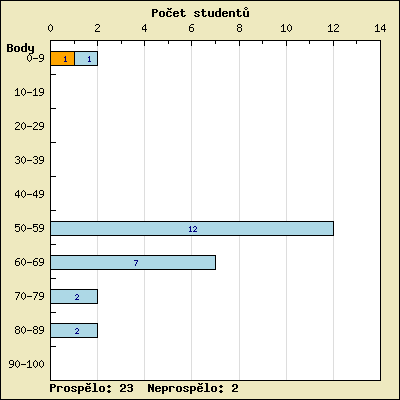 Počet studentů
0 2 4 6 8 10 12 14
Body
0-9 1 1
10-19
20-29
30-39
40-49
50-59 12
60-69 7
70-79 2
80-89 2
90-100
Prospělo: 23 Neprospělo: 2